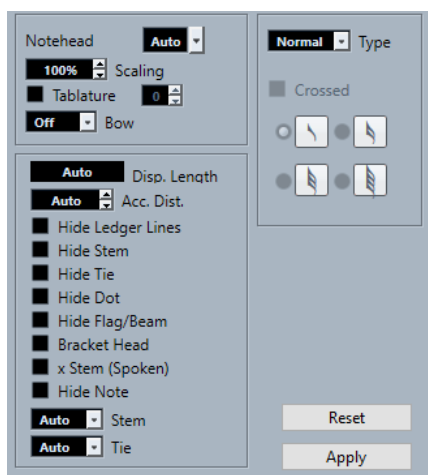 Notehead Auto
100% Scaling
Tablature 0
Off Bow
Auto Disp. Length
Auto Acc. Dist.
Hide Ledger Lines
Hide Stem
Hide Tie
Hide Dot
Hide Flag/Beam
Bracket Head
x Stem (Spoken)
Hide Note
Auto Stem
Auto Tie
Normal Type
Crossed
Reset
Apply